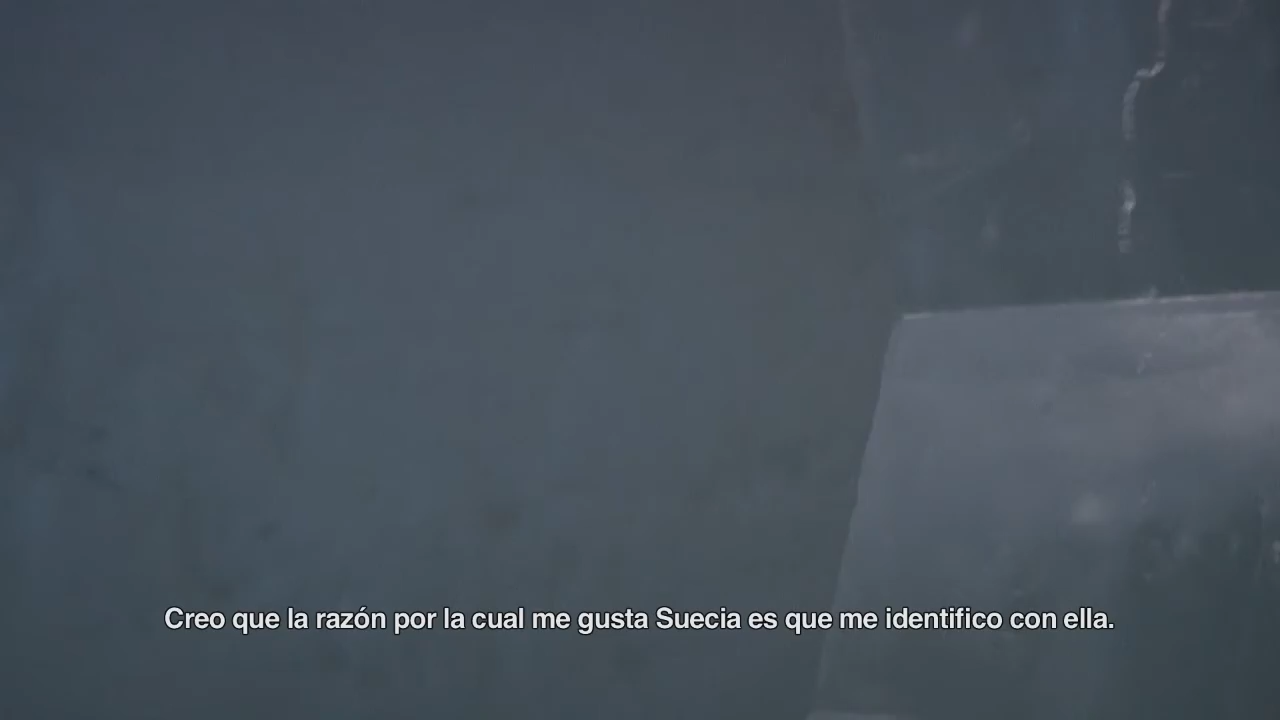 Creo que la razón por la cual me gusta Suecia es que me identifico con ella.